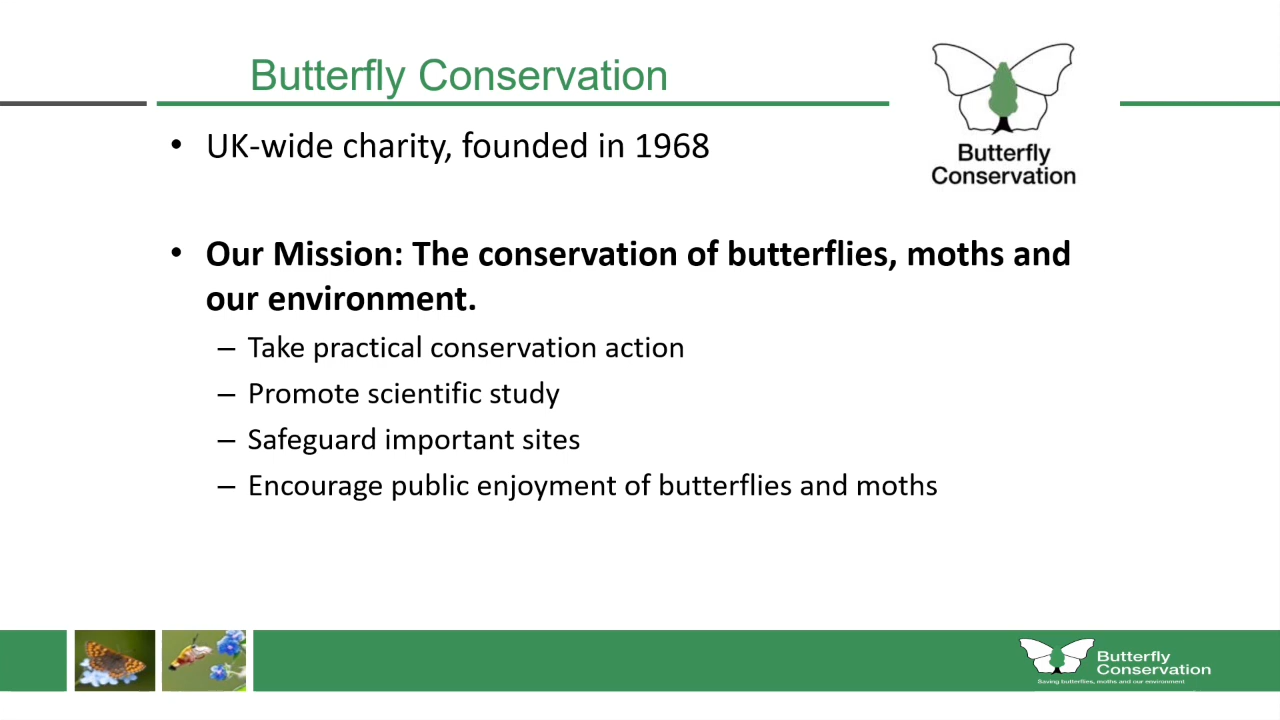 Butterfly Conservation
Butterfly
Conservation
• UK-wide charity, founded in 1968
• Our Mission: The conservation of butterflies, moths and
our environment.
– Take practical conservation action
– Promote scientific study
– Safeguard important sites
– Encourage public enjoyment of butterflies and moths
Butterfly
Conservation
Saving butterflies, moths and our environment